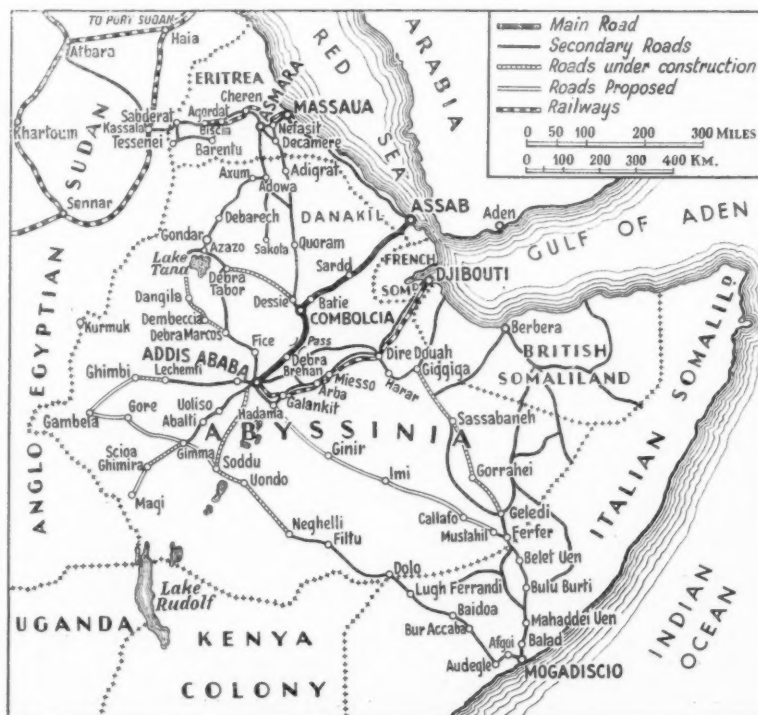 TO PORT SUDAN
Atbara
Haia
RED SEA
ARABIA
Main Road
Secondary Roads
Roads under construction
Roads Proposed
Railways
0 50 100 200 300 MILES
0 100 200 300 400 KM.
ERITREA
Cheren
ASMARA
MASSAUA
Sabderat
Agordat
Khartoum
Kassala
Biscia
Nefasit
Tessenei
Barentu
Decamere
SUDAN
Axum
Adowa
Adigrat
Sennar
Debarech
DANAKIL
ASSAB
Aden
GULF OF ADEN
Gondar
Azazo
Sakota
Quoram
Lake Tana
Sardo
FRENCH SOMD.
DJIBOUTI
Debra Tabor
Dangila
Dessie
Batie
Kurmuk
Dembeccia
COMBOLCIA
Debra Marcos
Fice
Pass
Berbera
ADDIS ABABA
Debra Brehan
Dire Douah
BRITISH SOMALILAND
Ghimbi
Lechemti
Miesso
Giggiqa
Arba
Harar
Galankit
Uoliso
Hadama
Sassabaneh
Gambela
Gore
Abalti
ABYSSINIA
ITALIAN SOMALILD.
Gimma
Ginir
Scioa Ghimira
Soddu
Uondo
Imi
Gorrahei
Maqi
Callafo
Geledi
Neghelli
Mustahil
Ferfer
Filtu
Belet Uen
ANGLO EGYPTIAN
Dolo
Lugh Ferrandi
Bulu Burti
Lake Rudolf
Baidoa
Mahaddei Uen
UGANDA
KENYA COLONY
Bur Accaba
Afgoi
Balad
Audegle
MOGADISCIO
INDIAN OCEAN